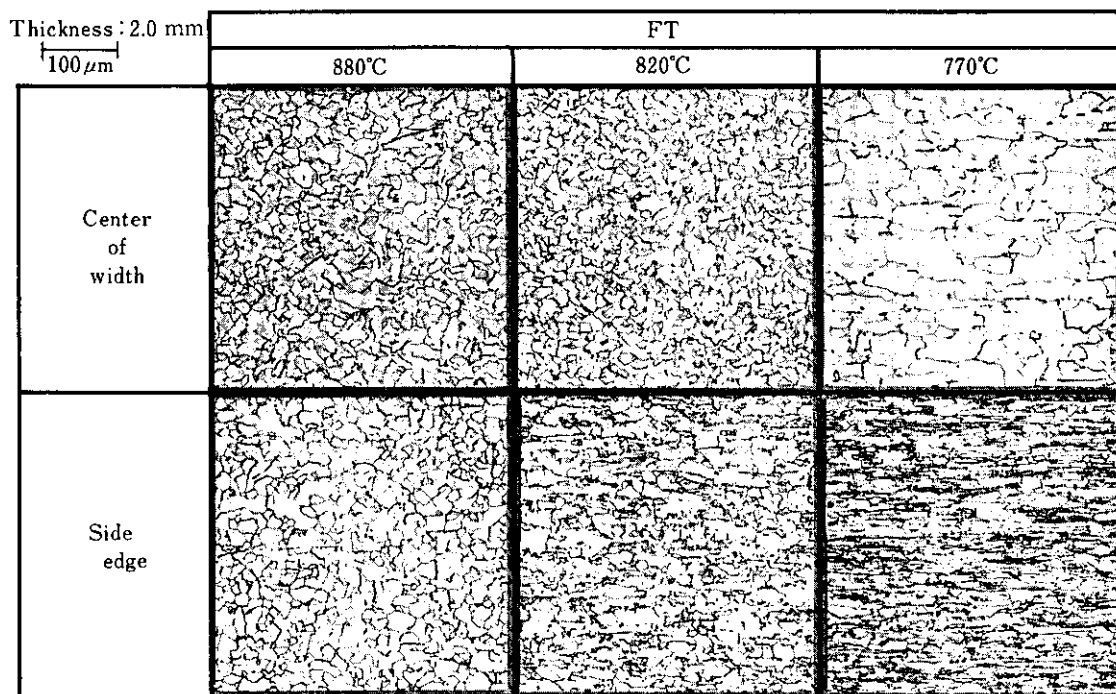 Thickness : 2.0 mm
100 μm
FT
880℃
820℃
770℃
Center
of
width
Side
edge